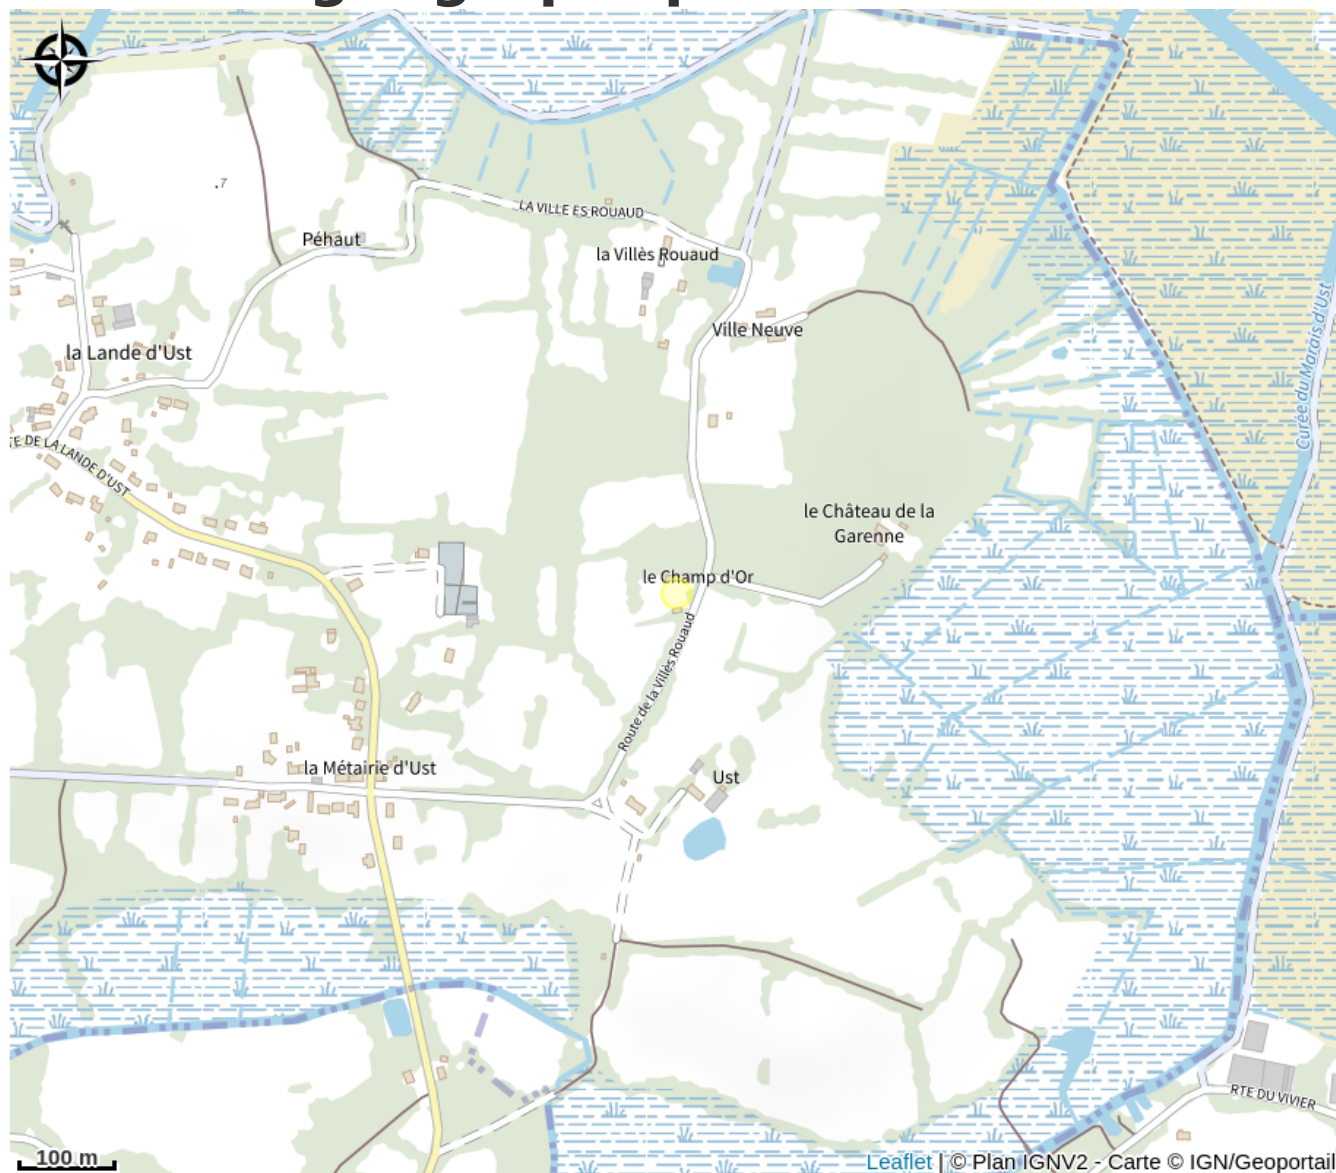 .7
LA VILLE ES ROUAUD
Péhaut
la Villès Rouaud
Ville Neuve
la Lande d'Ust
Curée du Marais d'Ust
TE DE LA LANDE D'UST
le Château de la
Garenne
le Champ d'Or
Route de la Villès Rouaud
la Métairie d'Ust
Ust
RTE DU VIVIER
100 m
Leaflet | © Plan IGNV2 - Carte © IGN/Geoportail